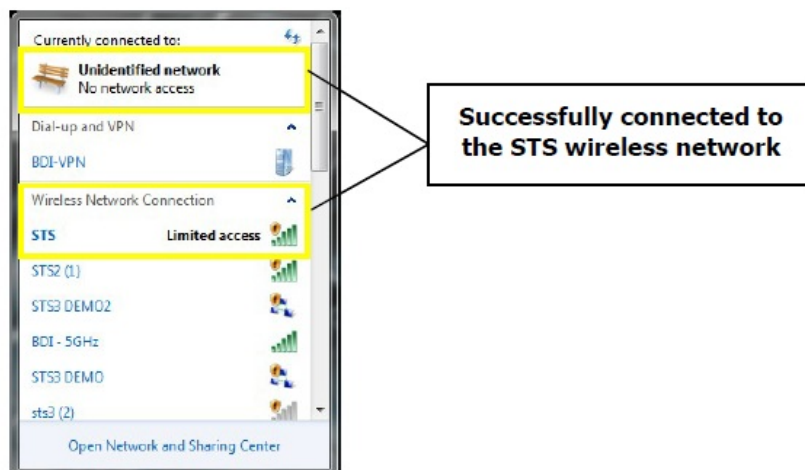 Currently connected to:
Unidentified network
No network access
Dial-up and VPN
BDI-VPN
Wireless Network Connection
STS Limited access
STS2 (1)
STS3 DEMO2
BDI - 5GHz
STS3 DEMO
sts3 (2)
Open Network and Sharing Center
Successfully connected to
the STS wireless network